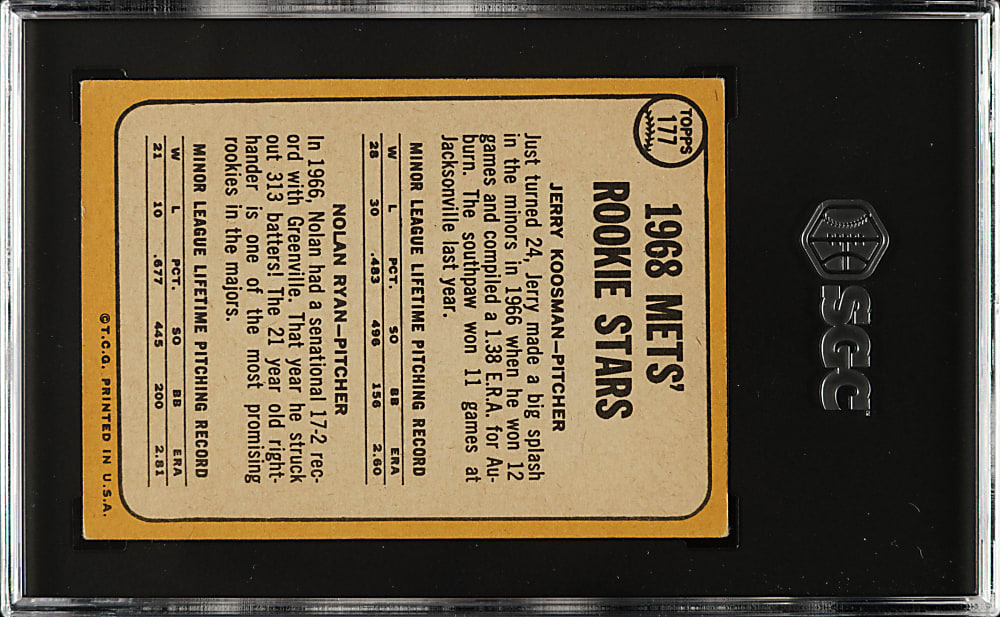 TOPPS
177
1968 METS'
ROOKIE STARS
JERRY KOOSMAN—PITCHER
Just turned 24, Jerry made a big splash
in the minors in 1966 when he won 12
games and compiled a 1.38 E.R.A. for Au-
burn. The southpaw won 11 games at
Jacksonville last year.
MINOR LEAGUE LIFETIME PITCHING RECORD
W L PCT. SO BB ERA
28 30 .483 496 156 2.60
NOLAN RYAN—PITCHER
In 1966, Nolan had a senational 17-2 rec-
ord with Greenville. That year he struck
out 313 batters! The 21 year old right-
hander is one of the most promising
rookies in the majors.
MINOR LEAGUE LIFETIME PITCHING RECORD
W L PCT. SO BB ERA
21 10 .677 445 200 2.81
©T.C.G. PRINTED IN U.S.A.
SGC